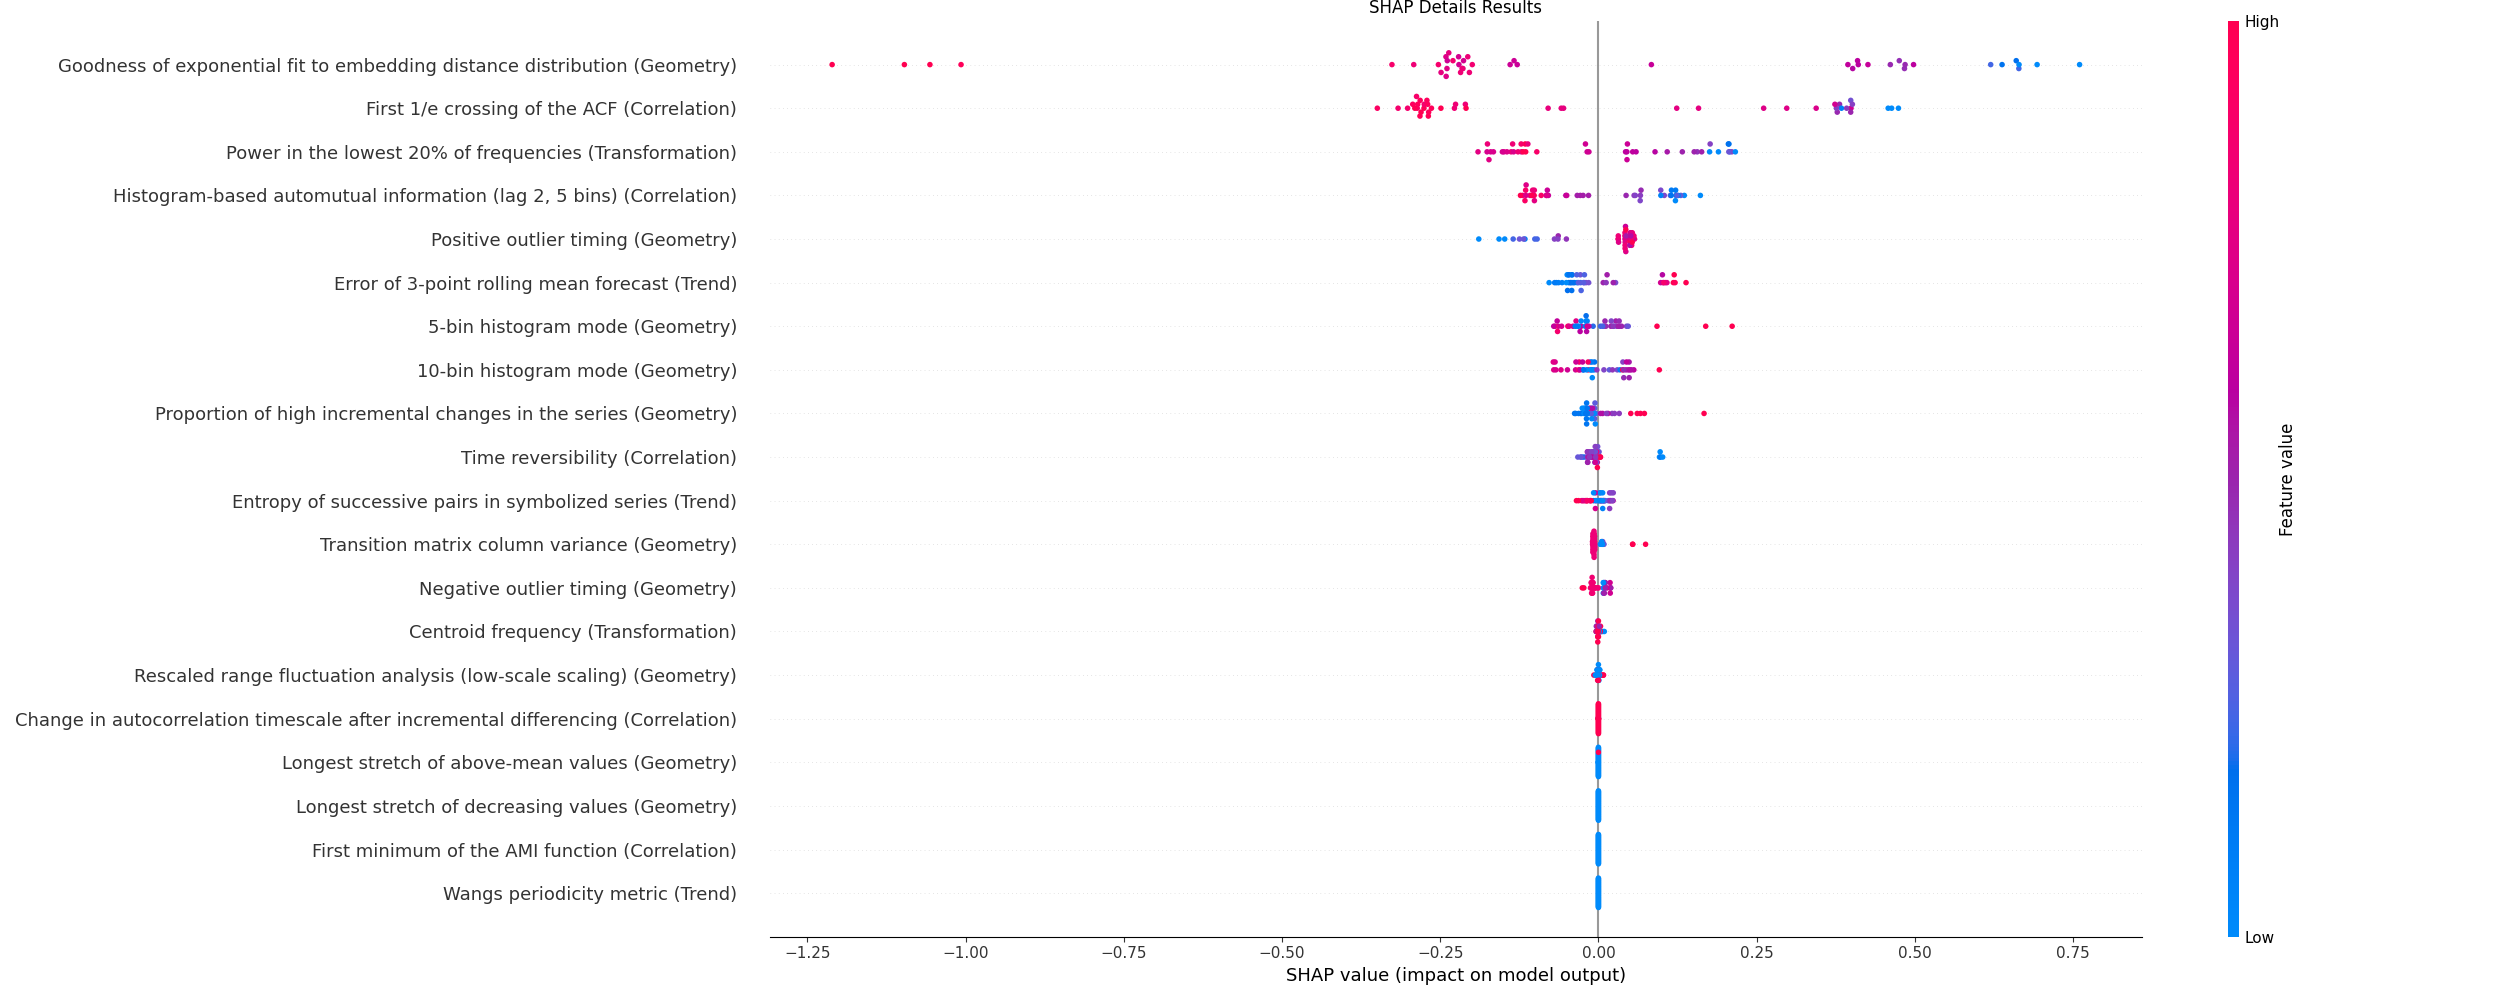 SHAP Details Results
High
Goodness of exponential fit to embedding distance distribution (Geometry)
First 1/e crossing of the ACF (Correlation)
Power in the lowest 20% of frequencies (Transformation)
Histogram-based automutual information (lag 2, 5 bins) (Correlation)
Positive outlier timing (Geometry)
Error of 3-point rolling mean forecast (Trend)
5-bin histogram mode (Geometry)
10-bin histogram mode (Geometry)
Proportion of high incremental changes in the series (Geometry)
Time reversibility (Correlation)
Entropy of successive pairs in symbolized series (Trend)
Transition matrix column variance (Geometry)
Negative outlier timing (Geometry)
Centroid frequency (Transformation)
Rescaled range fluctuation analysis (low-scale scaling) (Geometry)
Change in autocorrelation timescale after incremental differencing (Correlation)
Longest stretch of above-mean values (Geometry)
Longest stretch of decreasing values (Geometry)
First minimum of the AMI function (Correlation)
Wangs periodicity metric (Trend)
Feature value
Low
−1.25 −1.00 −0.75 −0.50 −0.25 0.00 0.25 0.50 0.75
SHAP value (impact on model output)